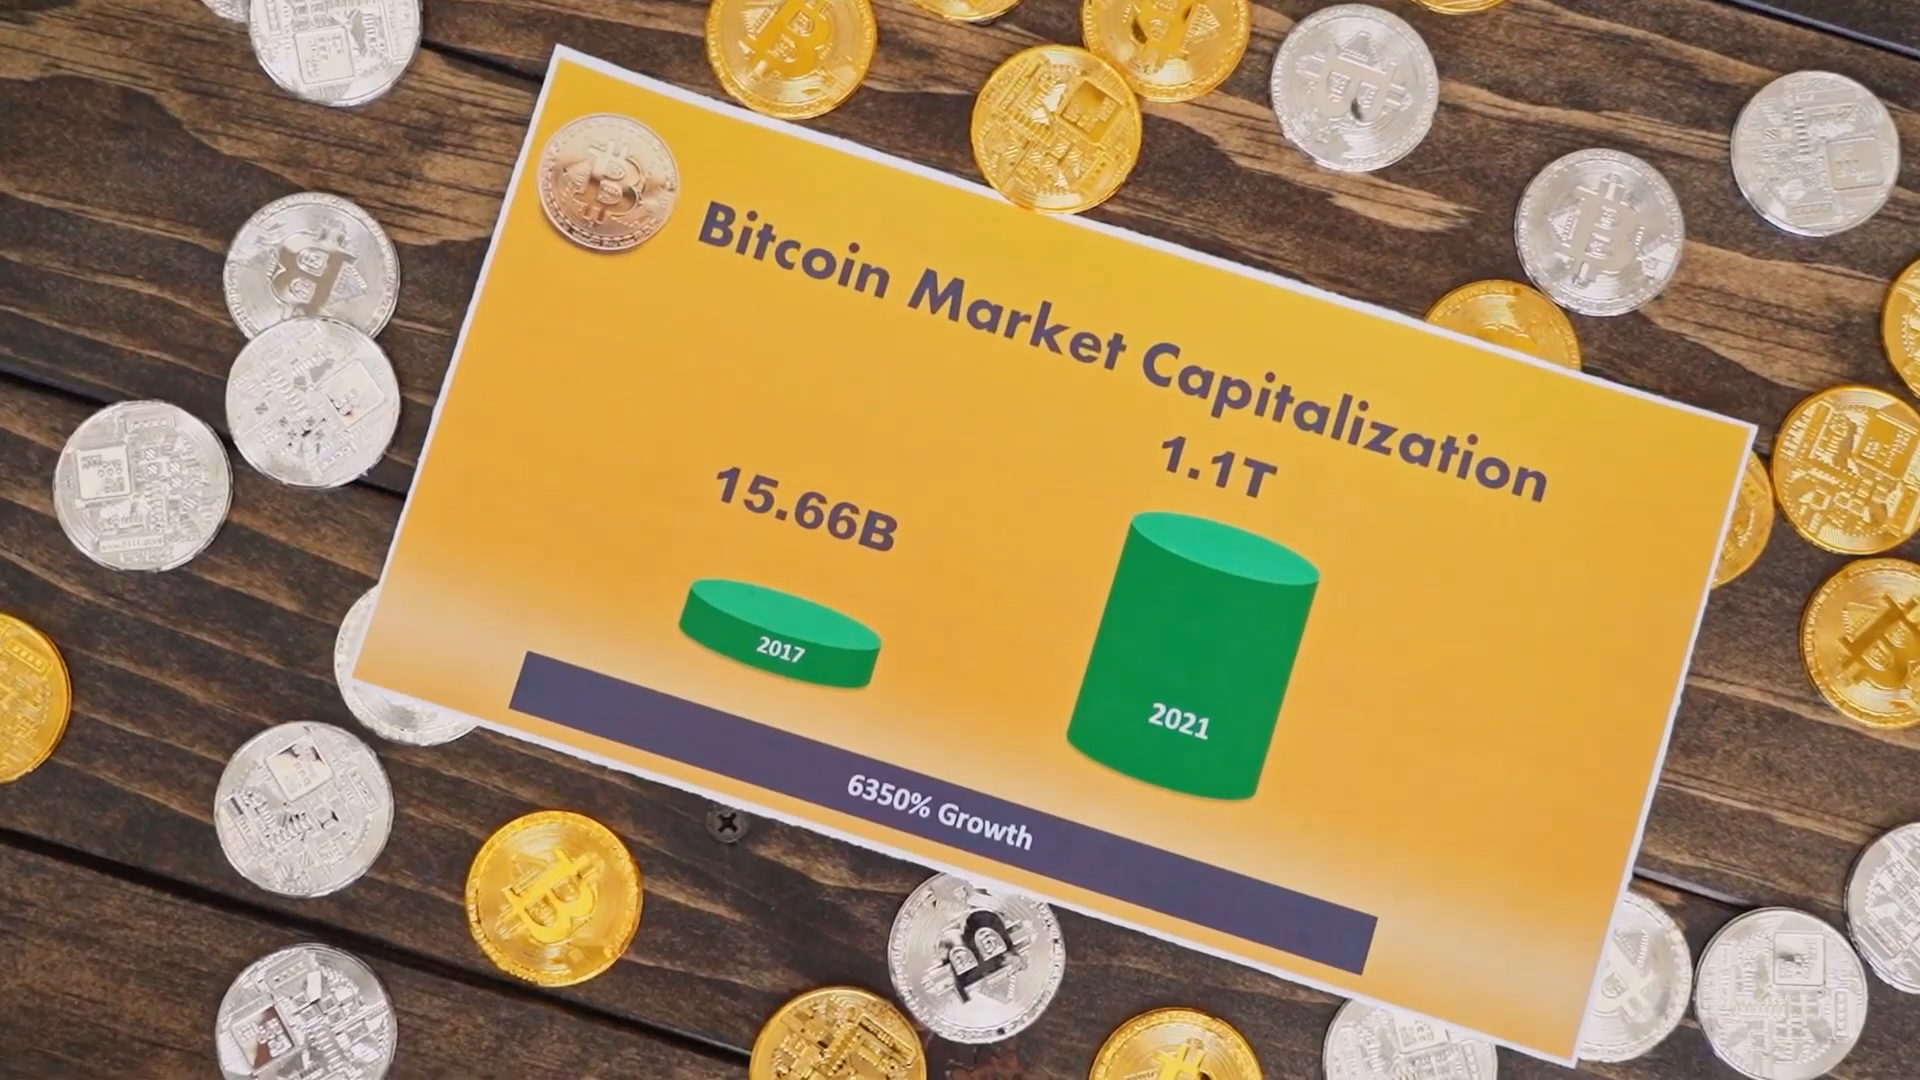 Bitcoin Market Capitalization
15.66B
1.1T
2017
2021
6350% Growth